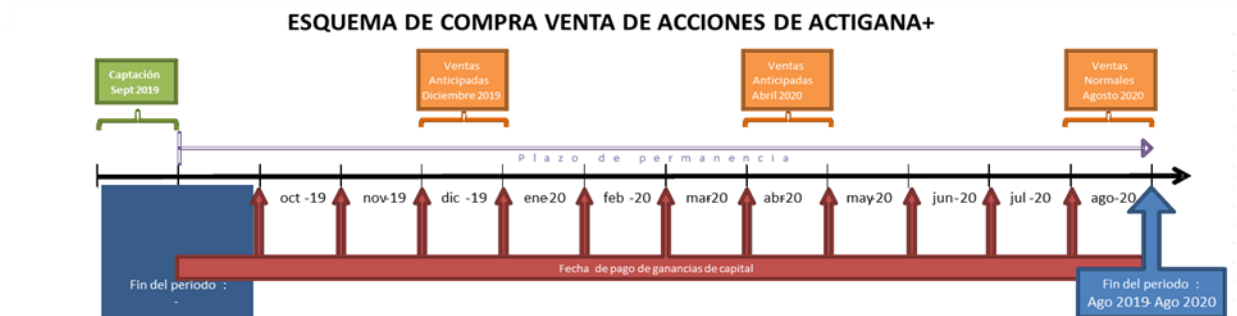 ESQUEMA DE COMPRA VENTA DE ACCIONES DE ACTIGANA+
Captación
Sept 2019
Ventas
Anticipadas
Diciembre 2019
Ventas
Anticipadas
Abril 2020
Ventas
Normales
Agosto 2020
Plazo de permanencia
oct -19
nov-19
dic -19
ene-20
feb -20
mar-20
abr-20
may-20
jun-20
jul -20
ago-20
Fecha de pago de ganancias de capital
Fin del periodo :
-
Fin del periodo :
Ago 2019- Ago 2020